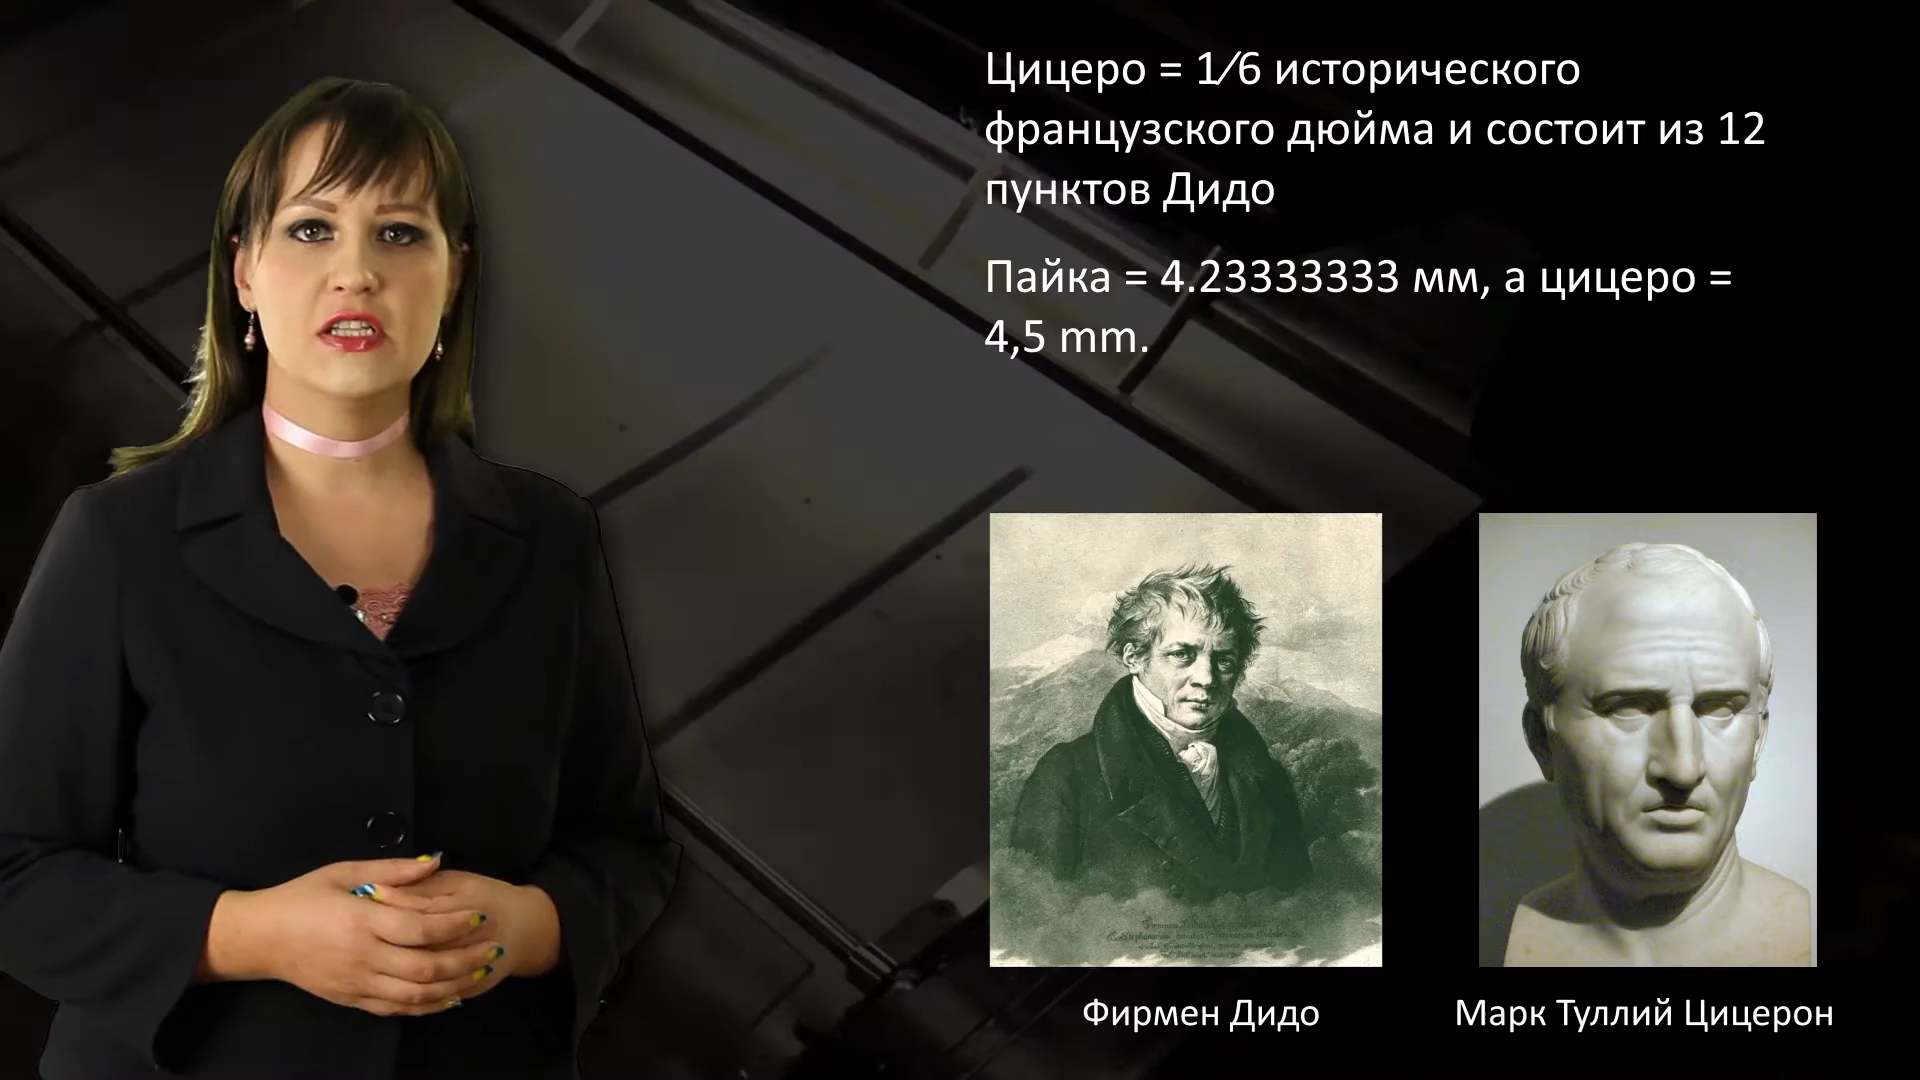 Цицеро = 1⁄6 исторического
французского дюйма и состоит из 12
пунктов Дидо
Пайка = 4.23333333 мм, а цицеро =
4,5 mm.
Фирмен Дидо
Марк Туллий Цицерон